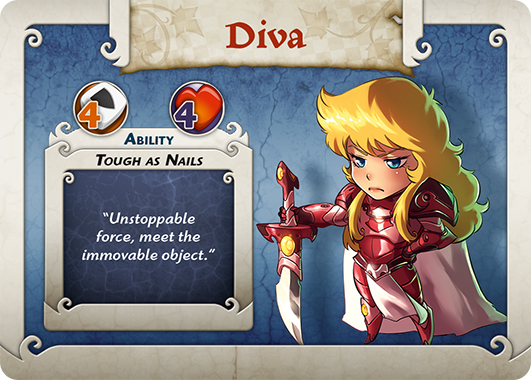 Diva
4 4
Ability
Tough as Nails
“Unstoppable
force, meet the
immovable object.”